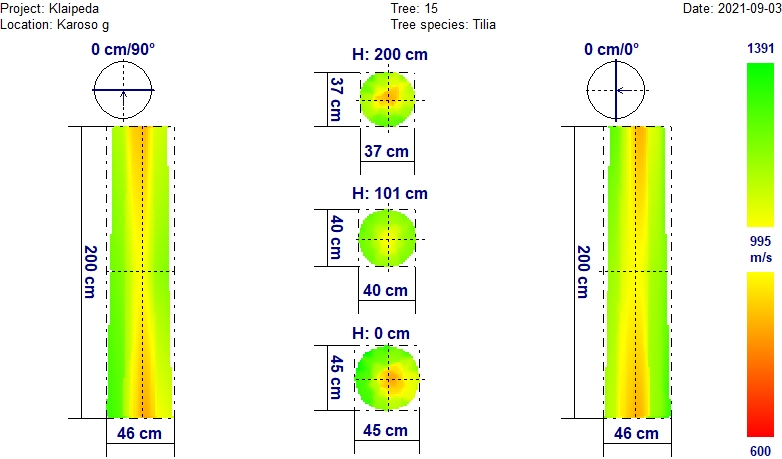 Project: Klaipeda
Tree: 15
Date: 2021-09-03
Location: Karoso g
Tree species: Tilia
0 cm/90°
H: 200 cm
0 cm/0°
1391
37 cm
37 cm
H: 101 cm
40 cm
40 cm
200 cm
200 cm
995
m/s
H: 0 cm
45 cm
45 cm
46 cm
46 cm
600